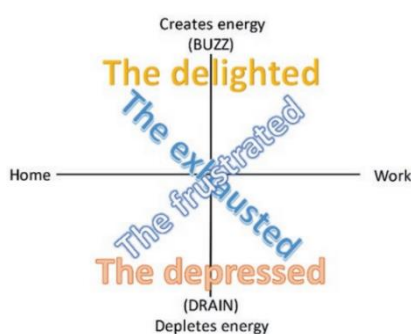 Creates energy
(BUZZ)
The delighted
The exhausted
The frustrated
Home
Work
The depressed
(DRAIN)
Depletes energy